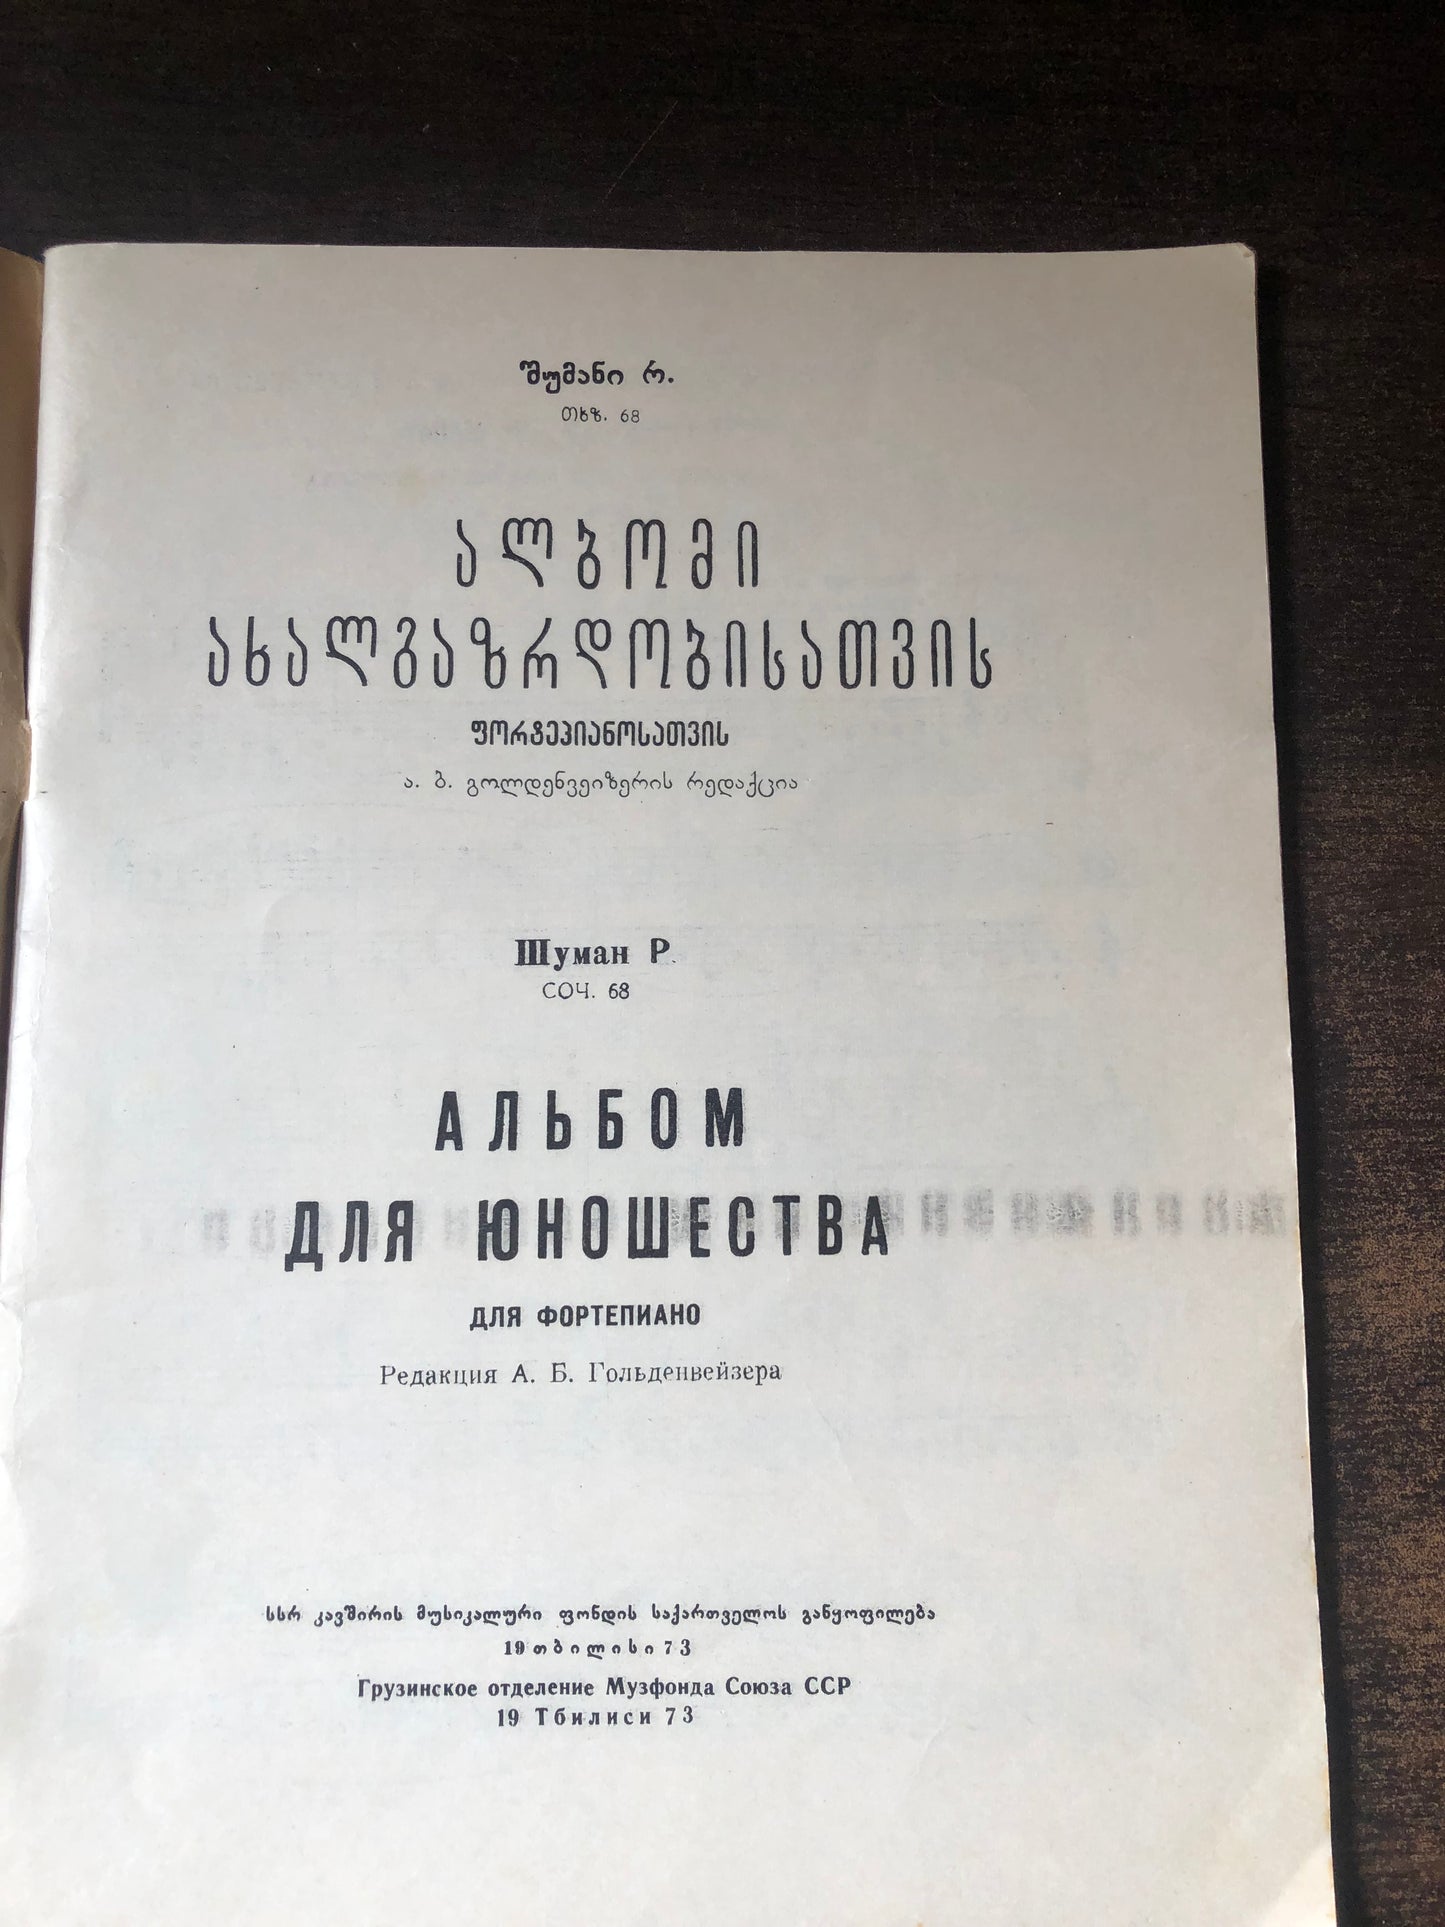 შუმანი რ.
თხზ. 68
ალბომი
ახალგაზრდობისათვის
ფორტეპიანოსათვის
ა. ბ. გოლდენვეიზერის რედაქცია
Шуман Р.
СОЧ. 68
АЛЬБОМ
ДЛЯ ЮНОШЕСТВА
ДЛЯ ФОРТЕПИАНО
Редакция А. Б. Гольденвейзера
სსრ კავშირის მუსიკალური ფონდის საქართველოს განყოფილება
19 თბილისი 73
Грузинское отделение Музфонда Союза ССР
19 Тбилиси 73